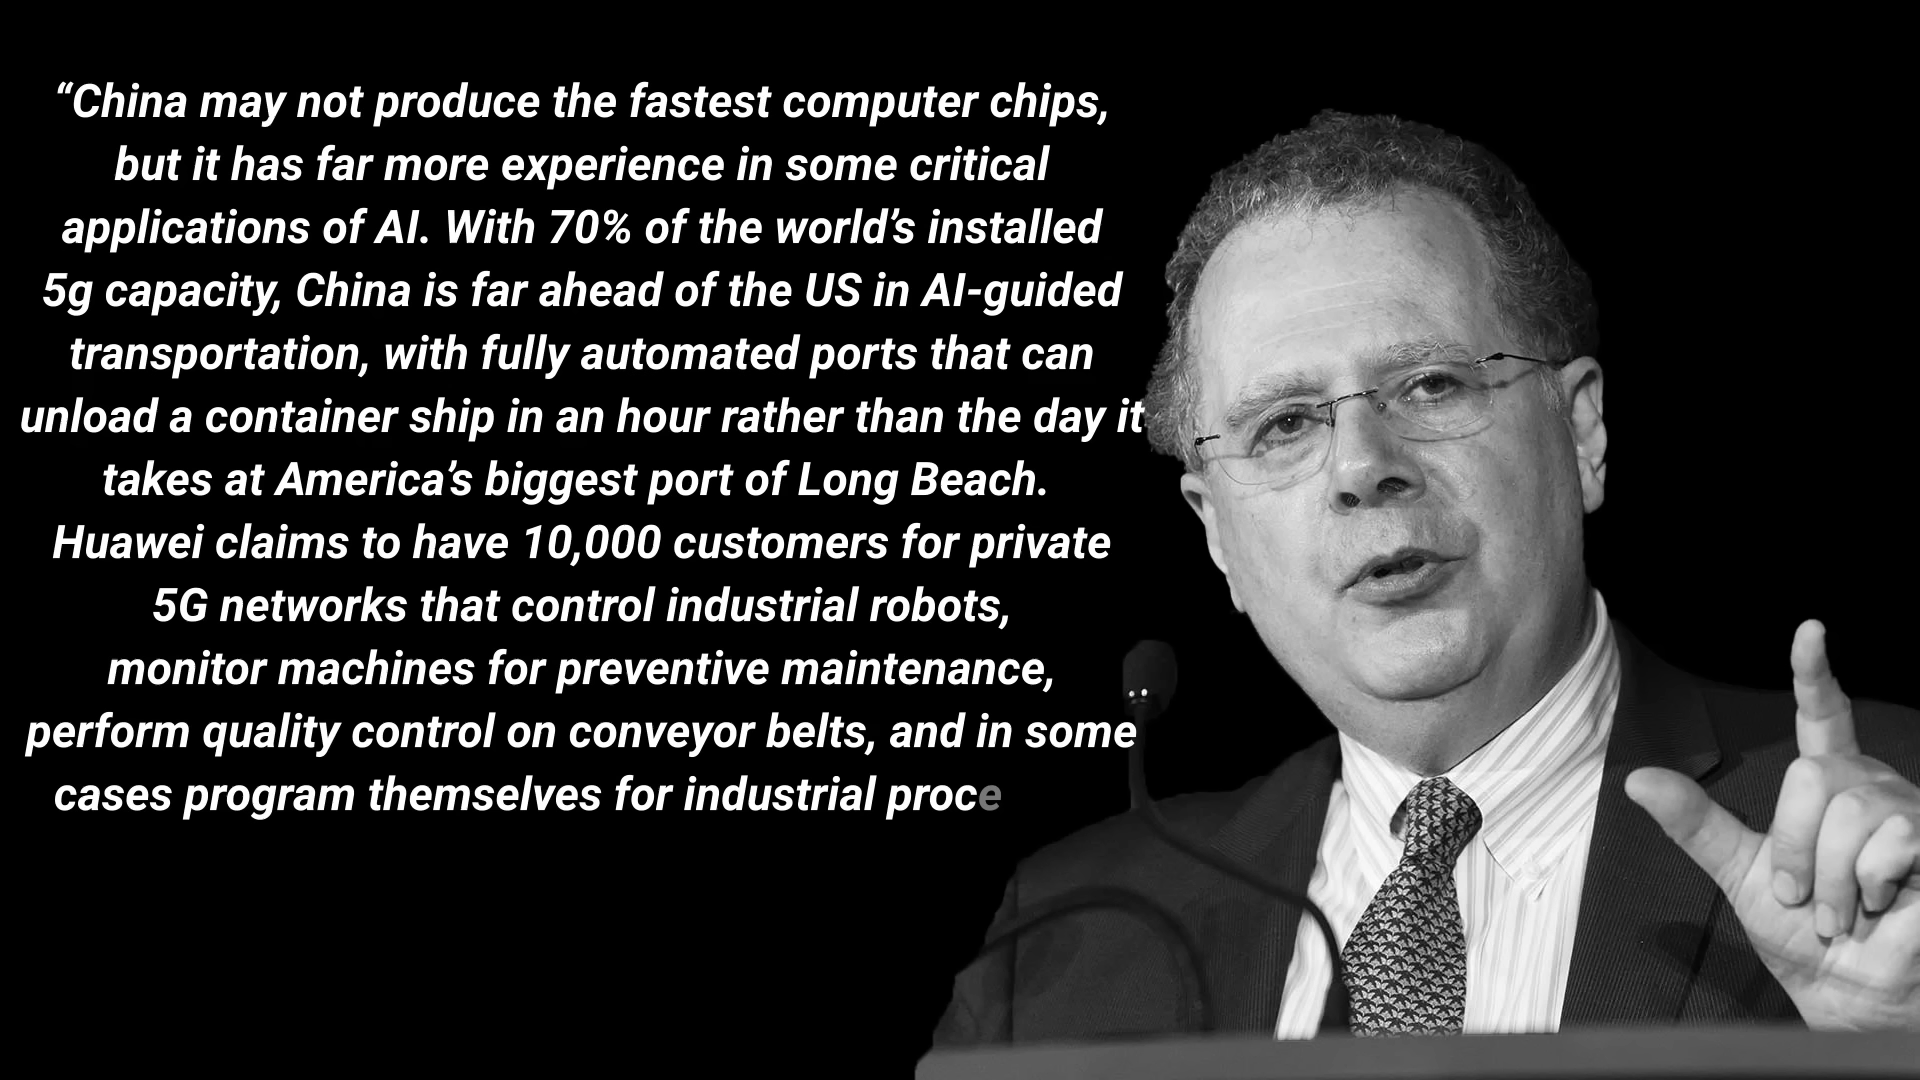 “China may not produce the fastest computer chips,
but it has far more experience in some critical
applications of AI. With 70% of the world’s installed
5g capacity, China is far ahead of the US in AI-guided
transportation, with fully automated ports that can
unload a container ship in an hour rather than the day it
takes at America’s biggest port of Long Beach.
Huawei claims to have 10,000 customers for private
5G networks that control industrial robots,
monitor machines for preventive maintenance,
perform quality control on conveyor belts, and in some
cases program themselves for industrial proce